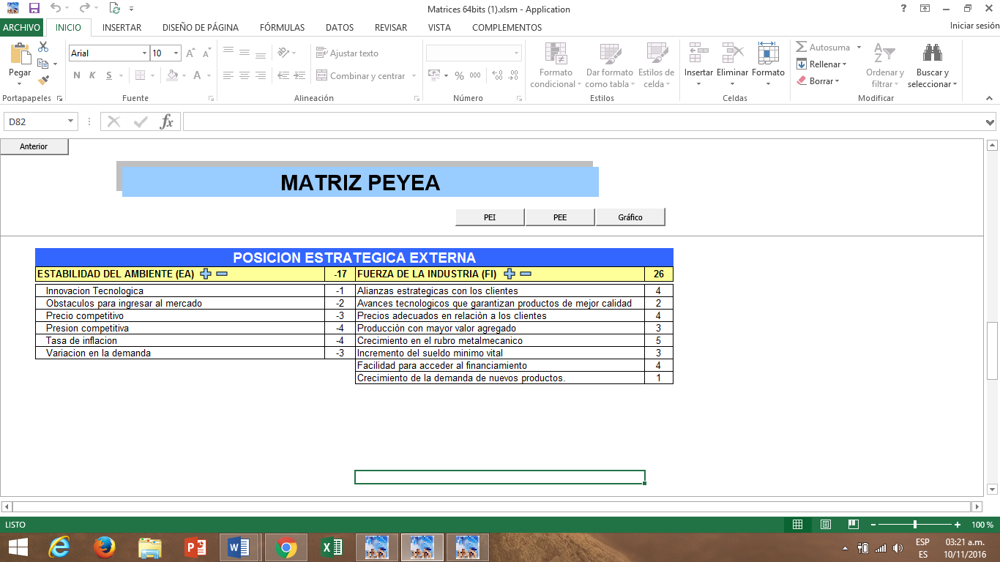 Matrices 64bits (1).xlsm - Application
ARCHIVO INICIO INSERTAR DISEÑO DE PÁGINA FÓRMULAS DATOS REVISAR VISTA COMPLEMENTOS Iniciar sesión
Arial 10 Ajustar texto Autosuma
Pegar Rellenar
N K S A Combinar y centrar % 000 Borrar
Formato condicional Dar formato como tabla Estilos de celda Insertar Eliminar Formato Ordenar y filtrar Buscar y seleccionar
Portapapeles Fuente Alineación Número Estilos Celdas Modificar
D82 fx
Anterior
MATRIZ PEYEA
PEI PEE Gráfico
POSICION ESTRATEGICA EXTERNA
ESTABILIDAD DEL AMBIENTE (EA) -17 FUERZA DE LA INDUSTRIA (FI) 26
Innovacion Tecnologica -1 Alianzas estrategicas con los clientes 4
Obstaculos para ingresar al mercado -2 Avances tecnologicos que garantizan productos de mejor calidad 2
Precio competitivo -3 Precios adecuados en relaciòn a los clientes 4
Presion competitiva -4 Producciòn con mayor valor agregado 3
Tasa de inflacion -4 Crecimiento en el rubro metalmecanico 5
Variacion en la demanda -3 Incremento del sueldo minimo vital 3
Facilidad para acceder al financiamiento 4
Crecimiento de la demanda de nuevos productos. 1
LISTO 100 %
ESP 03:21 a.m.
ES 10/11/2016